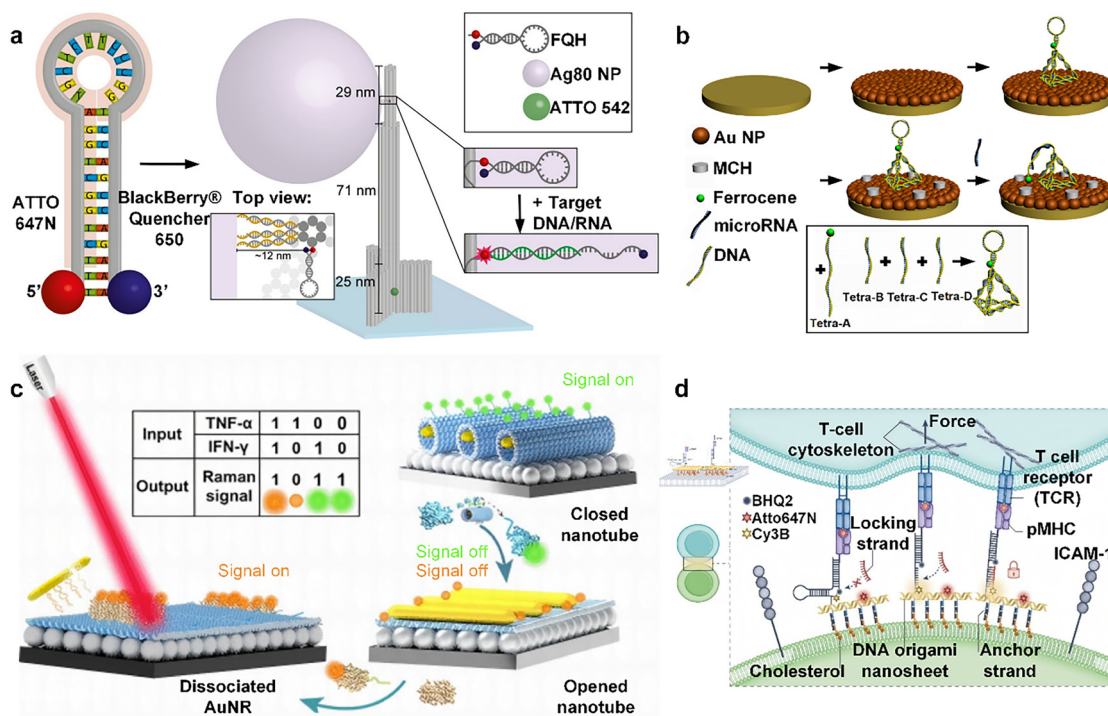 a
ATTO
647N
5’
3’
BlackBerry®
Quencher
650
Top view:
~12 nm
29 nm
71 nm
25 nm
FQH
Ag80 NP
ATTO 542
+ Target
DNA/RNA
b
Au NP
MCH
Ferrocene
microRNA
DNA
Tetra-A
+
Tetra-B
+
Tetra-C
+
Tetra-D
c
Laser
Input
TNF-α 1 1 0 0
IFN-γ 1 0 1 0
Output
Raman
signal
1 0 1 1
Signal on
Closed
nanotube
Signal off
Signal off
Signal on
Dissociated
AuNR
Opened
nanotube
d
T-cell
cytoskeleton
Force
T cell
receptor
(TCR)
BHQ2
Atto647N
Cy3B
Locking
strand
pMHC
ICAM-1
Cholesterol
DNA origami
nanosheet
Anchor
strand